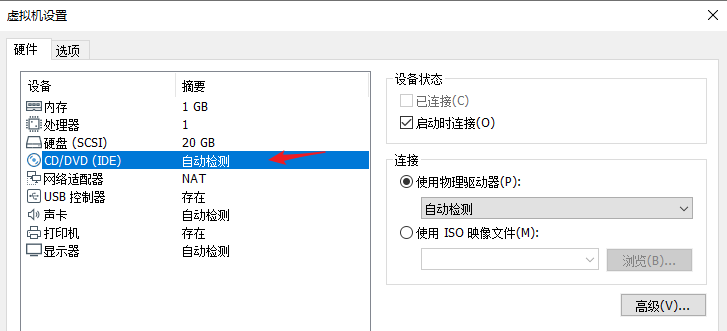 虚拟机设置
硬件 选项
设备 摘要
内存 1 GB
处理器 1
硬盘 (SCSI) 20 GB
CD/DVD (IDE) 自动检测
网络适配器 NAT
USB 控制器 存在
声卡 自动检测
打印机 存在
显示器 自动检测
设备状态
已连接(C)
启动时连接(O)
连接
使用物理驱动器(P):
自动检测
使用 ISO 映像文件(M):
浏览(B)...
高级(V)...